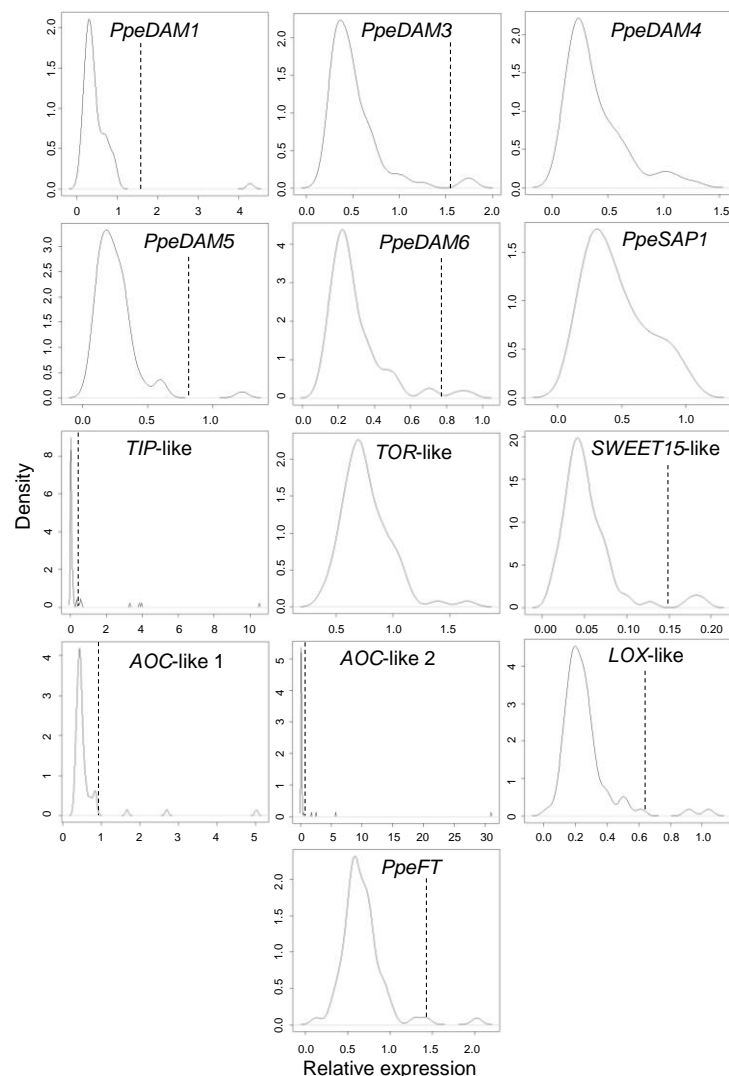 PpeDAM1
2.0
1.5
1.0
0.5
0.0
0 1 2 3 4
PpeDAM3
2.0
1.5
1.0
0.5
0.0
0.0 0.5 1.0 1.5 2.0
PpeDAM4
2.0
1.5
1.0
0.5
0.0
0.0 0.5 1.0 1.5
PpeDAM5
3.0
2.0
1.0
0.0
0.0 0.5 1.0
PpeDAM6
4
3
2
1
0
0.0 0.2 0.4 0.6 0.8 1.0
PpeSAP1
1.5
1.0
0.5
0.0
0.0 0.5 1.0
TIP-like
8
6
4
2
0
0 2 4 6 8 10
TOR-like
2.0
1.5
1.0
0.5
0.0
0.5 1.0 1.5
SWEET15-like
20
15
10
5
0
0.00 0.05 0.10 0.15 0.20
Density
AOC-like 1
4
3
2
1
0
0 1 2 3 4 5
AOC-like 2
5
4
3
2
1
0
0 5 10 15 20 25 30
LOX-like
4
3
2
1
0
0.0 0.2 0.4 0.6 0.8 1.0
PpeFT
2.0
1.5
1.0
0.5
0.0
0.0 0.5 1.0 1.5 2.0
Relative expression